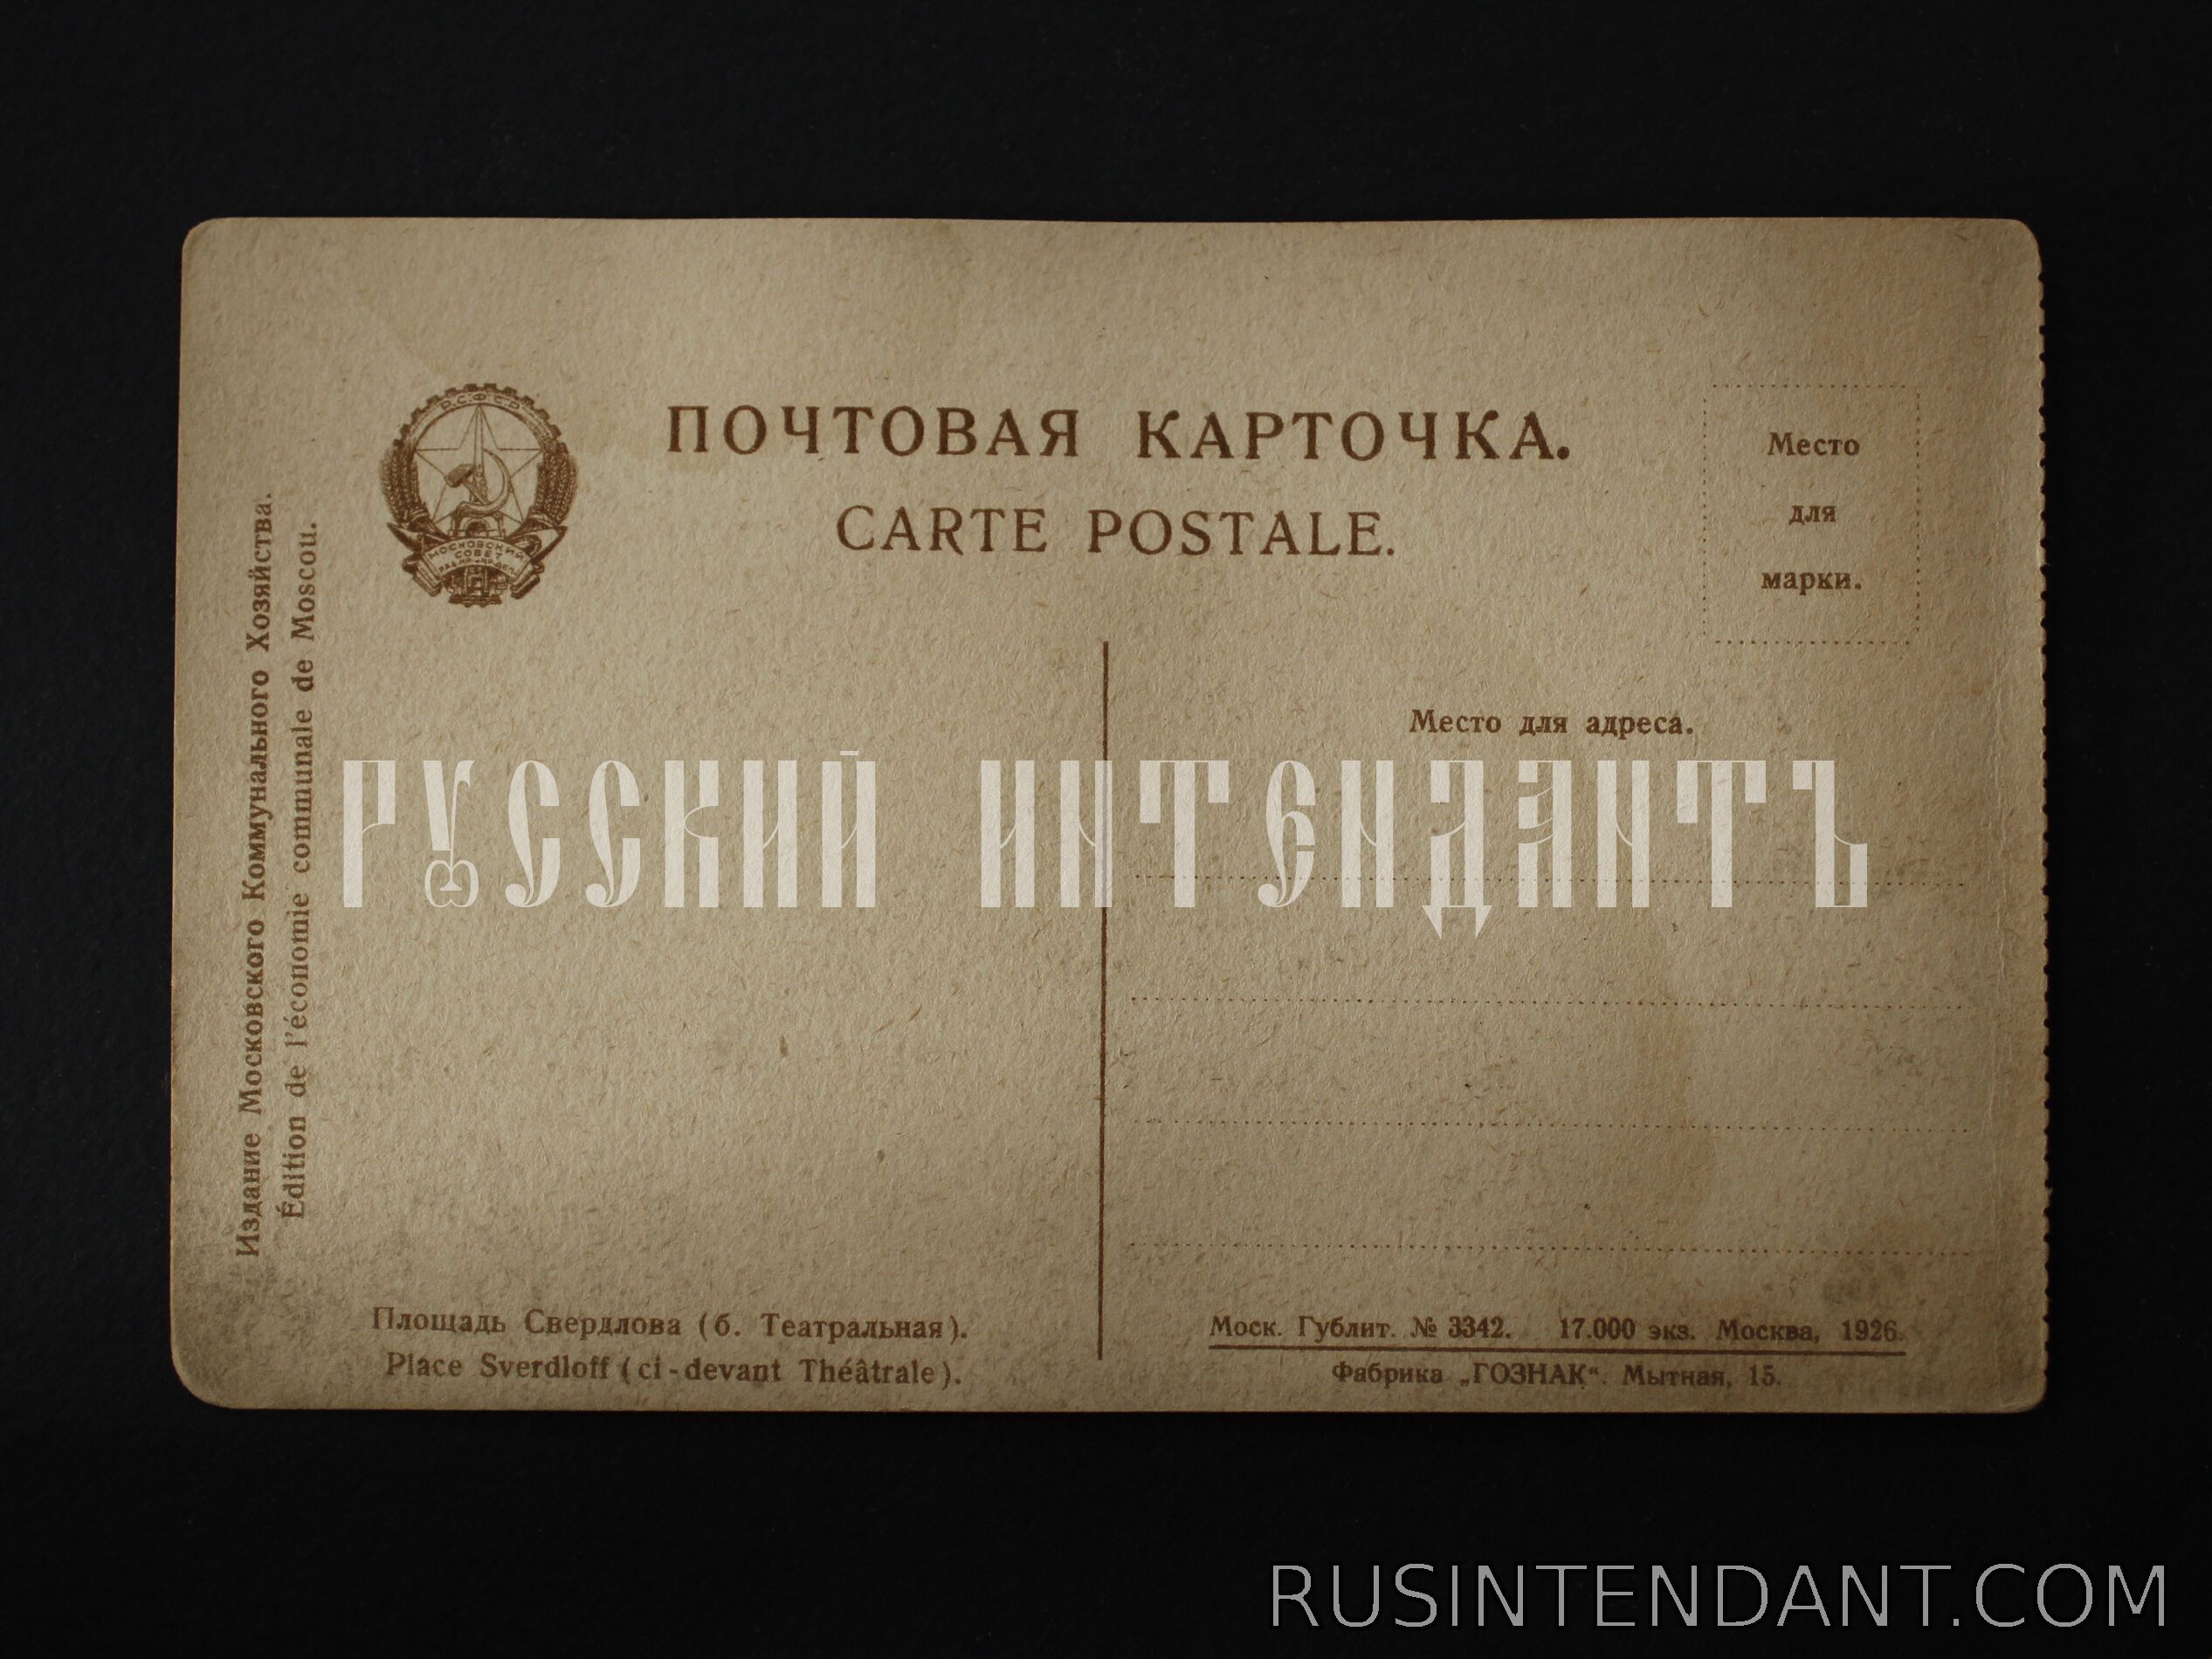 Р.С.Ф.С.Р.
МОСКОВСКИЙ
СОВЕТ
ПОЧТОВАЯ КАРТОЧКА.
CARTE POSTALE.
Место
для
марки.
Издание Московского Коммунального Хозяйства.
Édition de l'économie communale de Moscou.
Место для адреса.
РУССКИЙ ИНТЕНДАНТЪ
Площадь Свердлова (б. Театральная).
Place Sverdloff (ci-devant Théâtrale).
Моск. Гублит. № 3342. 17.000 экз. Москва, 1926.
Фабрика „ГОЗНАК“. Мытная, 15.
RUSINTENDANT.COM